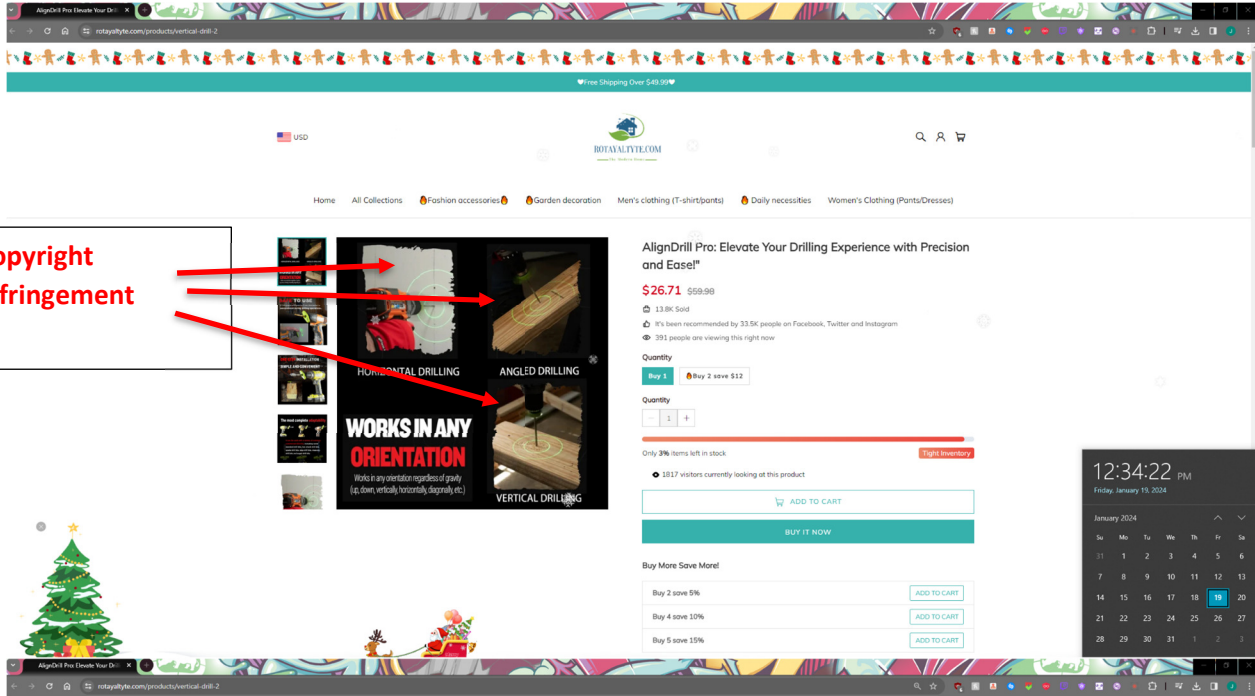 AlignDrill Pro: Elevate Your Dri
rotayaltyte.com/products/vertical-drill-2
Free Shipping Over $49.99
USD
ROTAYALTYTE.COM
Home All Collections Fashion accessories Garden decoration Men's clothing (T-shirt/pants) Daily necessities Women's Clothing (Pants/Dresses)
opyright
fringement
TO USE
INSTALLATION
SIMPLE AND CONVENIENT
The most complete
HORIZONTAL DRILLING
ANGLED DRILLING
WORKS IN ANY
ORIENTATION
Works in any orientation regardless of gravity
(up, down, vertically, horizontally, diagonally, etc.)
VERTICAL DRILLING
AlignDrill Pro: Elevate Your Drilling Experience with Precision
and Ease!"
$26.71 $59.98
13.8K Sold
It's been recommended by 33.5K people on Facebook, Twitter and Instagram
391 people are viewing this right now
Quantity
Buy 1 Buy 2 save $12
Quantity
1 +
Only 3% items left in stock Tight Inventory
1817 visitors currently looking at this product
ADD TO CART
BUY IT NOW
Buy More Save More!
Buy 2 save 5% ADD TO CART
Buy 4 save 10% ADD TO CART
Buy 5 save 15% ADD TO CART
12:34:22 PM
Friday, January 19, 2024
January 2024
Su Mo Tu We Th Fr Sa
31 1 2 3 4 5 6
7 8 9 10 11 12 13
14 15 16 17 18 19 20
21 22 23 24 25 26 27
28 29 30 31 1 2 3
AlignDrill Pro: Elevate Your Dri
rotayaltyte.com/products/vertical-drill-2